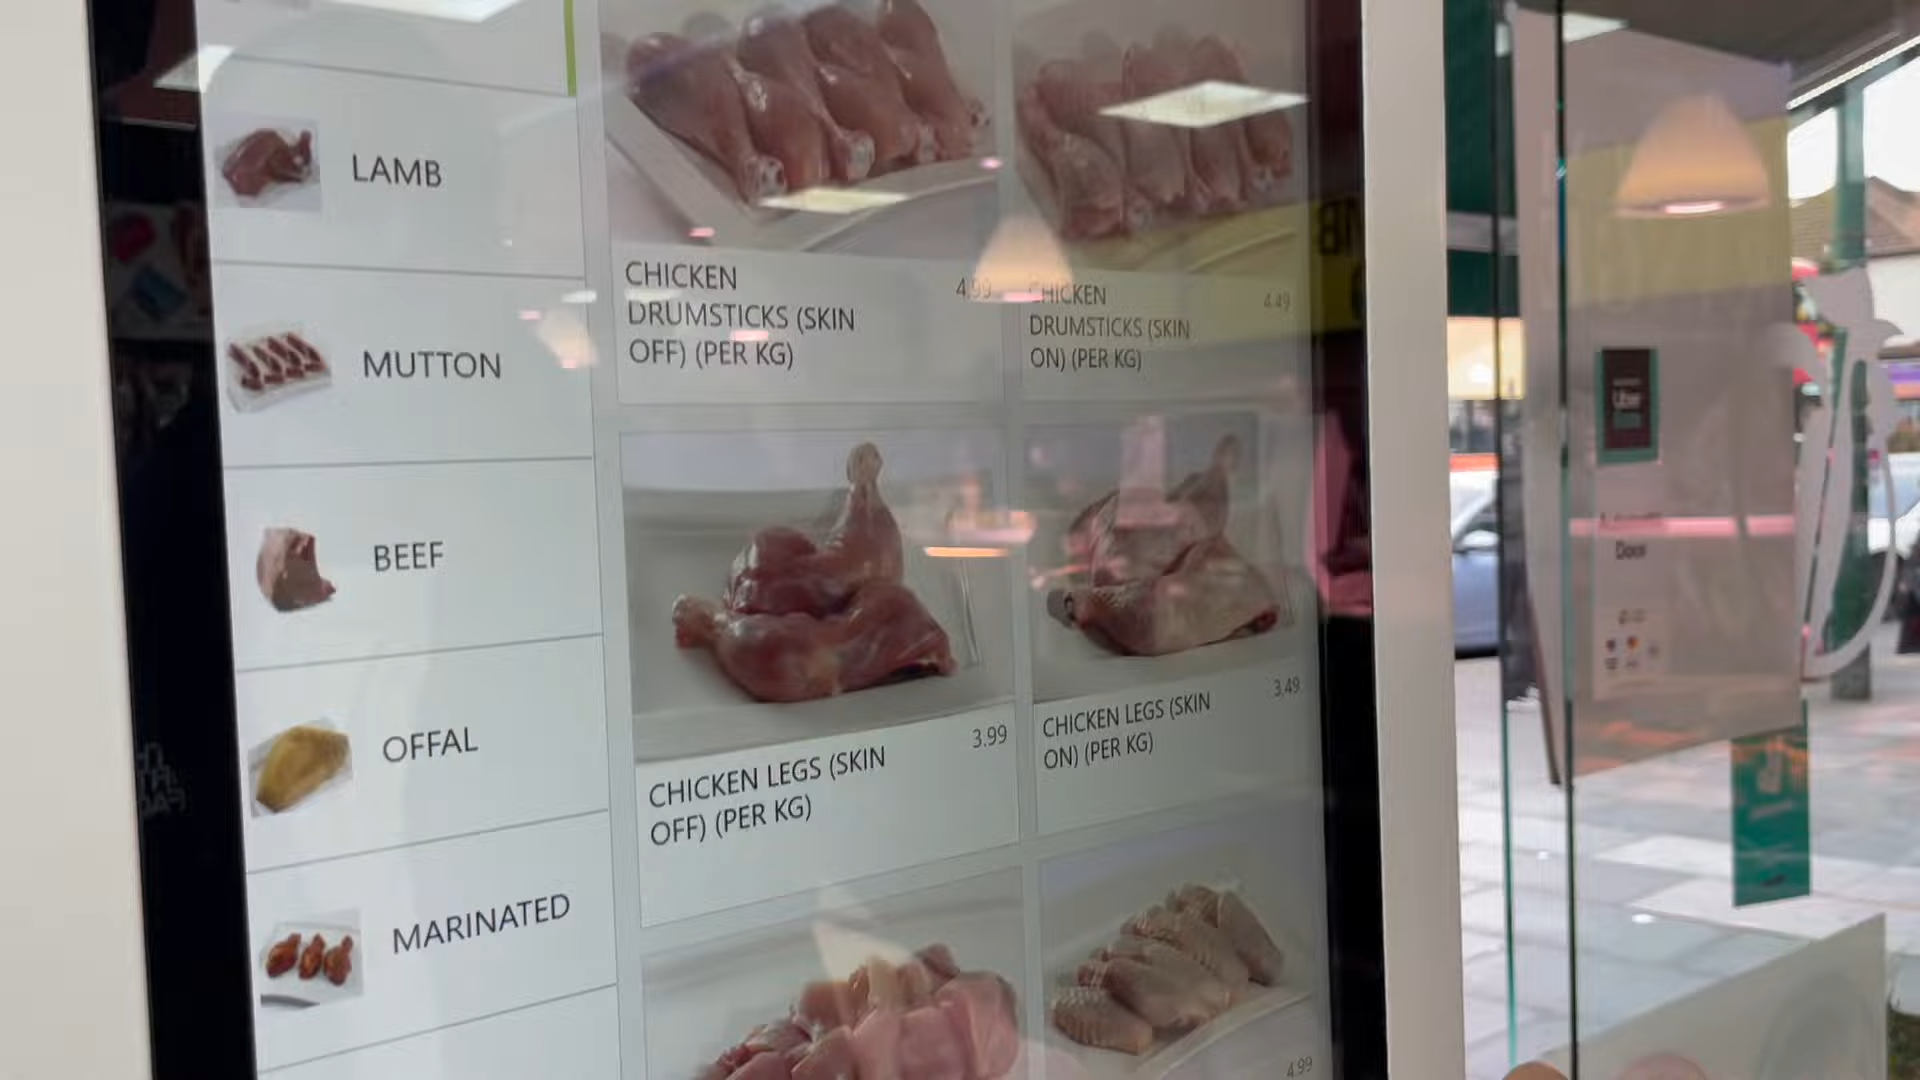 LAMB
MUTTON
BEEF
OFFAL
MARINATED
CHICKEN
DRUMSTICKS (SKIN
OFF) (PER KG)
4.99
CHICKEN
DRUMSTICKS (SKIN
ON) (PER KG)
4.49
CHICKEN LEGS (SKIN
OFF) (PER KG)
3.99
CHICKEN LEGS (SKIN
ON) (PER KG)
3.49
4.99
Uber
Door